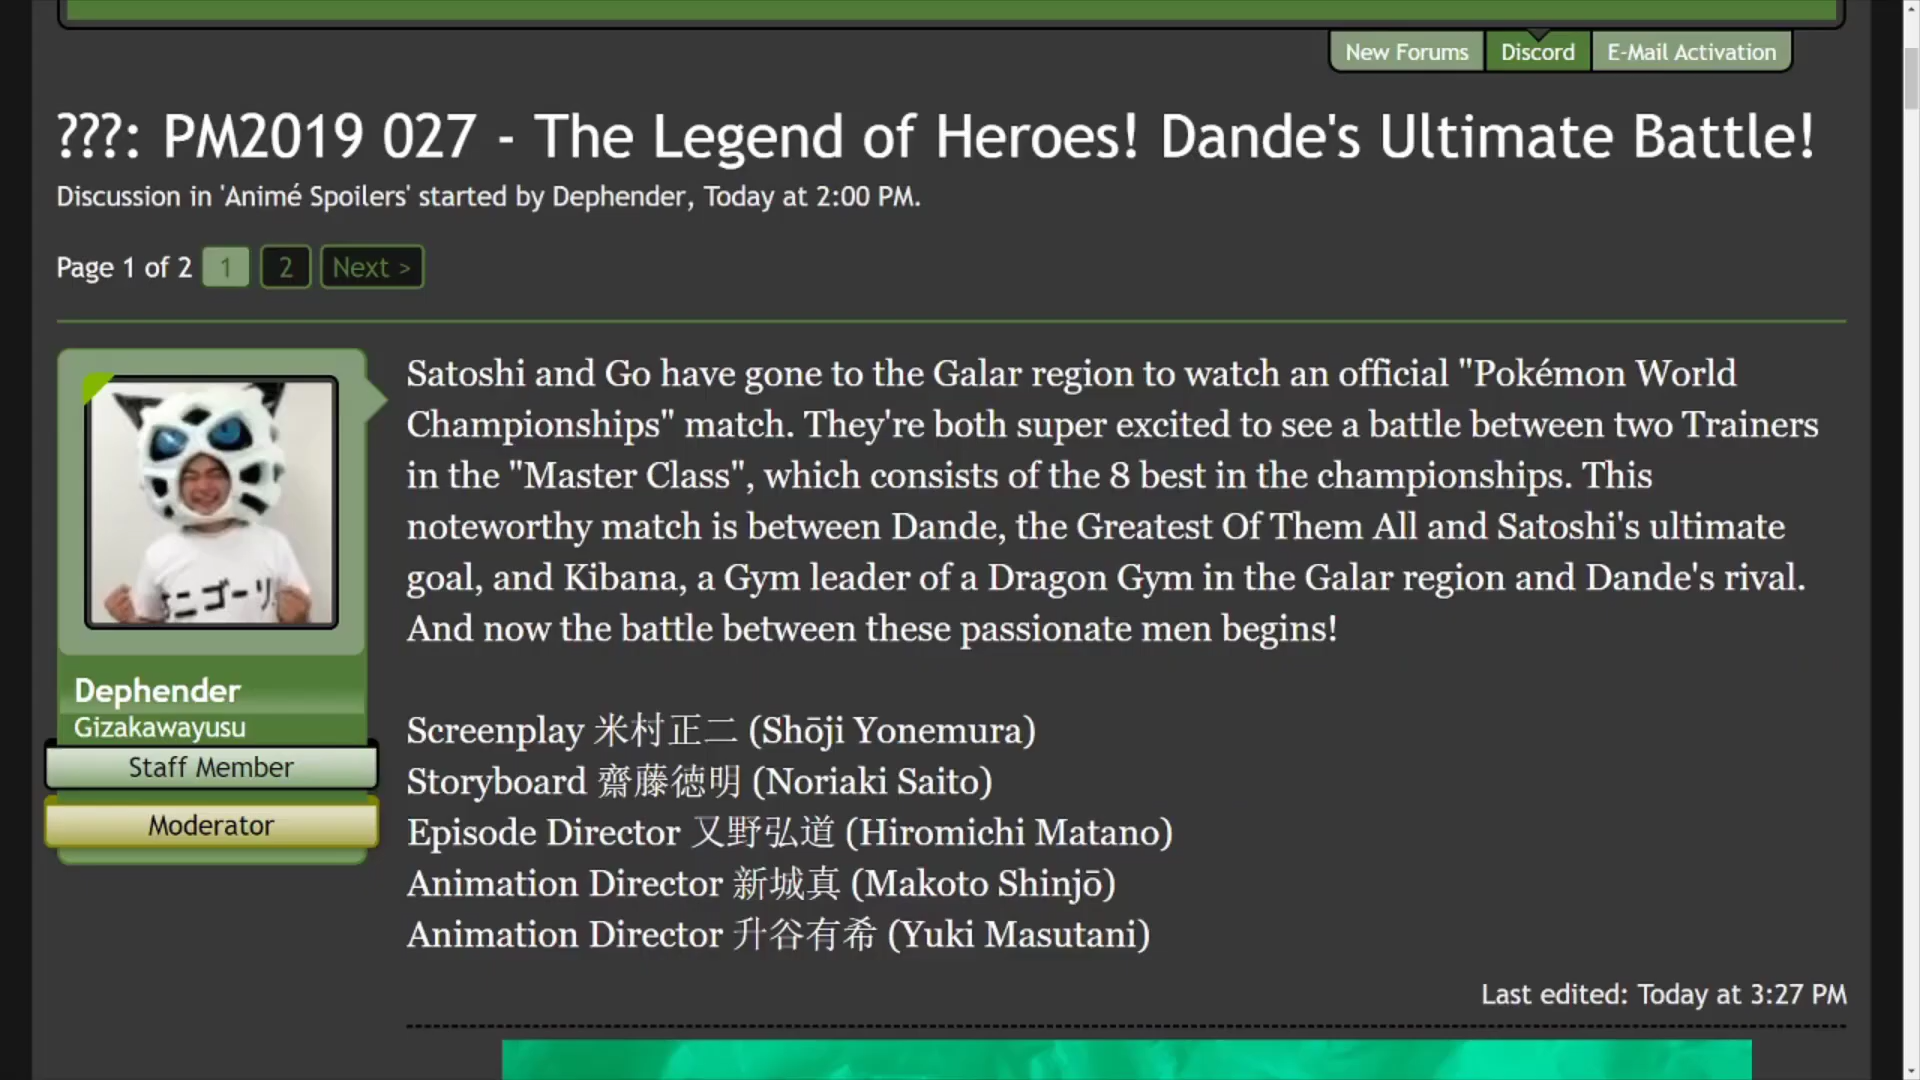 New Forums Discord E-Mail Activation
???: PM2019 027 - The Legend of Heroes! Dande's Ultimate Battle!
Discussion in 'Animé Spoilers' started by Dephender, Today at 2:00 PM.
Page 1 of 2 1 2 Next >
Satoshi and Go have gone to the Galar region to watch an official "Pokémon World
Championships" match. They're both super excited to see a battle between two Trainers
in the "Master Class", which consists of the 8 best in the championships. This
noteworthy match is between Dande, the Greatest Of Them All and Satoshi's ultimate
goal, and Kibana, a Gym leader of a Dragon Gym in the Galar region and Dande's rival.
And now the battle between these passionate men begins!
Screenplay 米村正二 (Shōji Yonemura)
Storyboard 齋藤徳明 (Noriaki Saito)
Episode Director 又野弘道 (Hiromichi Matano)
Animation Director 新城真 (Makoto Shinjō)
Animation Director 升谷有希 (Yuki Masutani)
Last edited: Today at 3:27 PM
Dephender
Gizakawayusu
Staff Member
Moderator